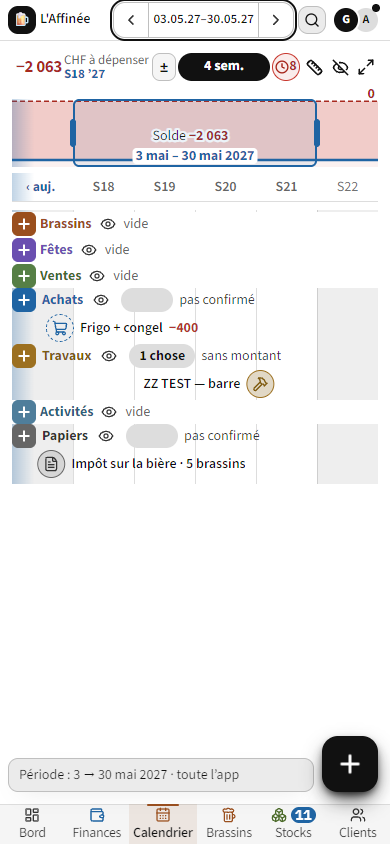 L'Affinée
03.05.27–30.05.27
G
A
−2 063 CHF à dépenser
S18 ’27
±
4 sem.
8
0
Solde −2 063
3 mai – 30 mai 2027
‹ auj. S18 S19 S20 S21 S22
Brassins vide
Fêtes vide
Ventes vide
Achats pas confirmé
Frigo + congel −400
Travaux 1 chose sans montant
ZZ TEST — barre
Activités vide
Papiers pas confirmé
Impôt sur la bière · 5 brassins
Période : 3 → 30 mai 2027 · toute l’app
Bord Finances Calendrier Brassins Stocks 11 Clients